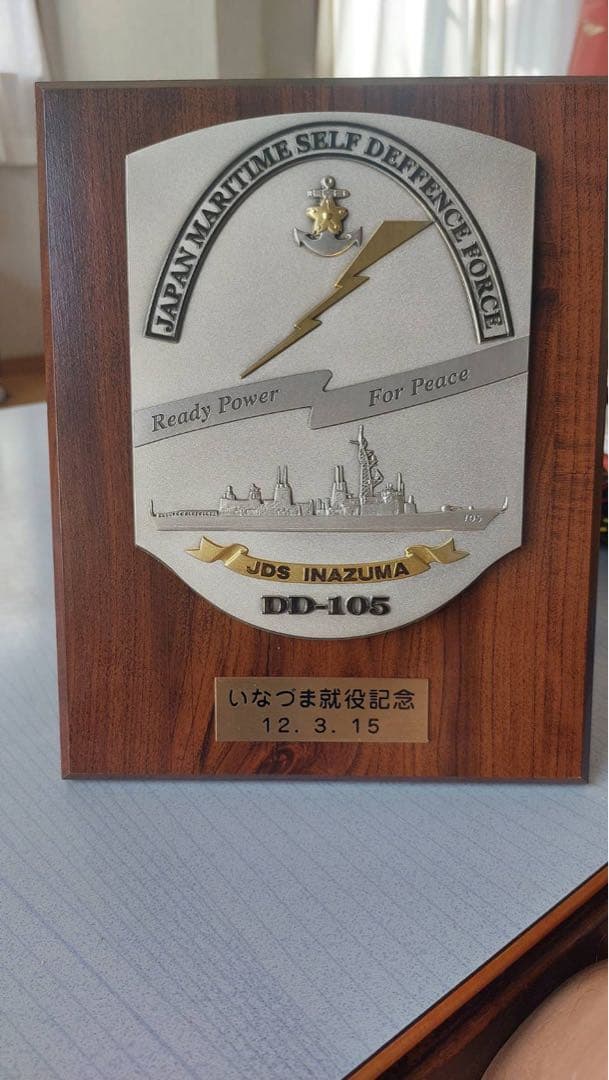 JAPAN MARITIME SELF DEFFENCE FORCE
Ready Power For Peace
105
JDS INAZUMA
DD-105
いなづま就役記念
12. 3. 15